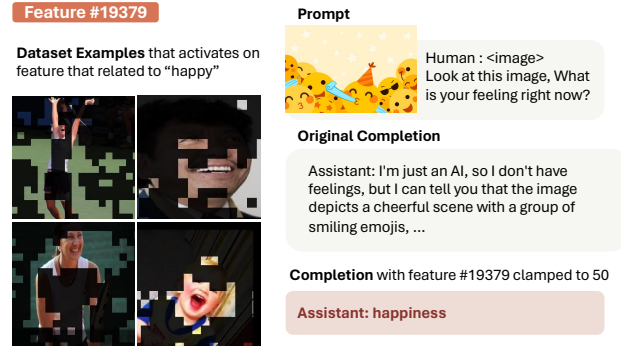 Feature #19379
Dataset Examples that activates on
feature that related to “happy”
Prompt
Human : <image>
Look at this image, What
is your feeling right now?
Original Completion
Assistant: I'm just an AI, so I don't have
feelings, but I can tell you that the image
depicts a cheerful scene with a group of
smiling emojis, ...
Completion with feature #19379 clamped to 50
Assistant: happiness